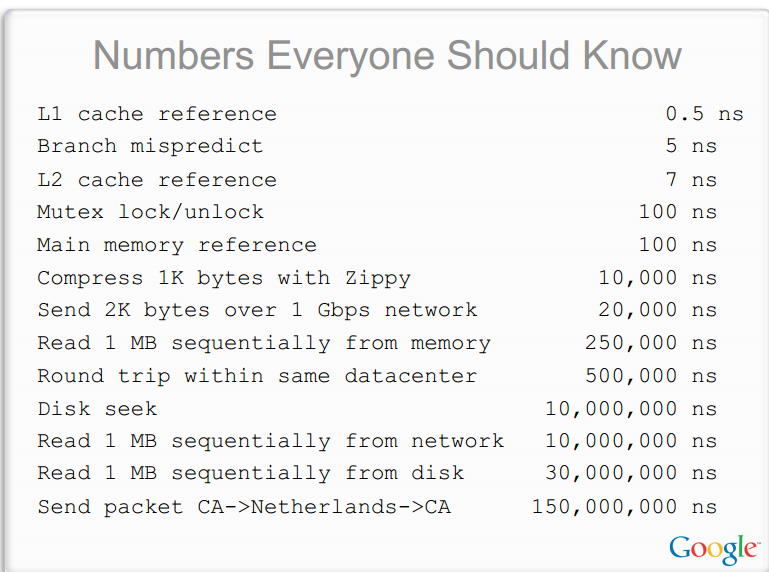 Numbers Everyone Should Know
L1 cache reference 0.5 ns
Branch mispredict 5 ns
L2 cache reference 7 ns
Mutex lock/unlock 100 ns
Main memory reference 100 ns
Compress 1K bytes with Zippy 10,000 ns
Send 2K bytes over 1 Gbps network 20,000 ns
Read 1 MB sequentially from memory 250,000 ns
Round trip within same datacenter 500,000 ns
Disk seek 10,000,000 ns
Read 1 MB sequentially from network 10,000,000 ns
Read 1 MB sequentially from disk 30,000,000 ns
Send packet CA->Netherlands->CA 150,000,000 ns
Google